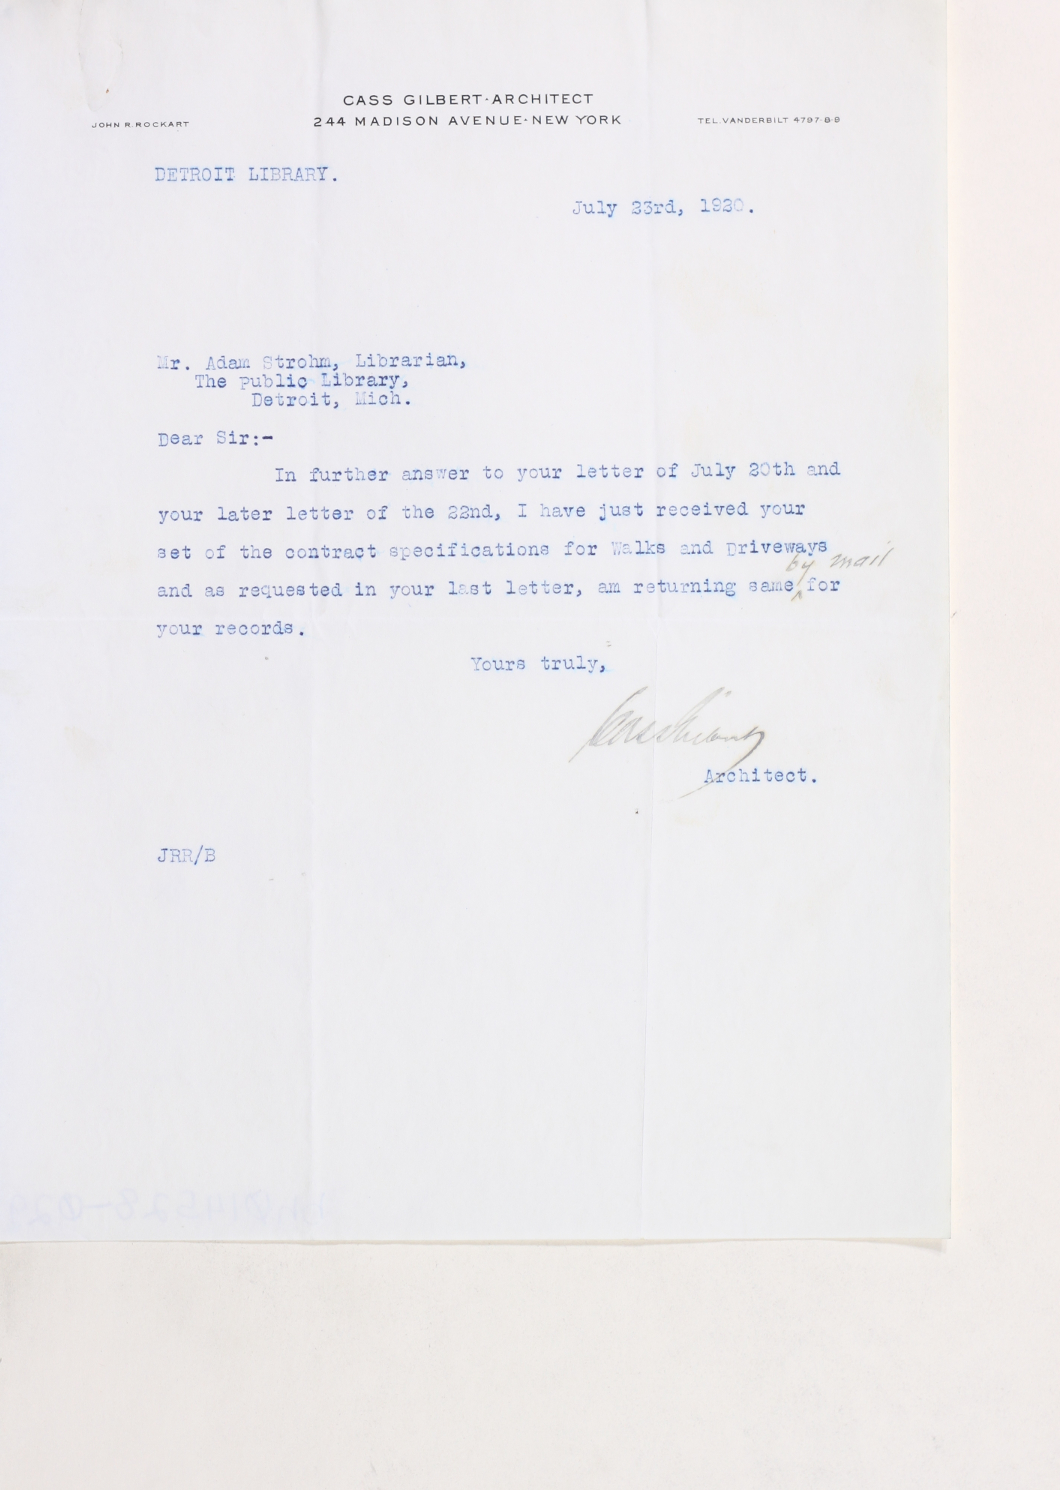 CASS GILBERT·ARCHITECT
244 MADISON AVENUE·NEW YORK
JOHN R. ROCKART
TEL. VANDERBILT 4797-8-9
DETROIT LIBRARY.
July 23rd, 1920.
Mr. Adam Strohm, Librarian,
The Public Library,
Detroit, Mich.
Dear Sir:-
In further answer to your letter of July 20th and
your later letter of the 22nd, I have just received your
set of the contract specifications for Walks and Driveways
by mail
and as requested in your last letter, am returning same for
your records.
Yours truly,
Cass Gilbert
Architect.
JRR/B